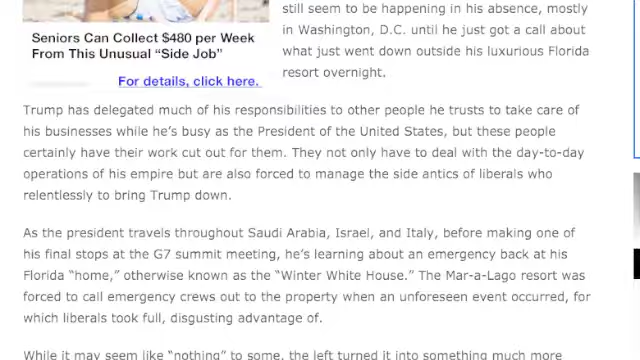 still seem to be happening in his absence, mostly
in Washington, D.C. until he just got a call about
what just went down outside his luxurious Florida
resort overnight.
Seniors Can Collect $480 per Week
From This Unusual “Side Job”
For details, click here.
Trump has delegated much of his responsibilities to other people he trusts to take care of
his businesses while he’s busy as the President of the United States, but these people
certainly have their work cut out for them. They not only have to deal with the day-to-day
operations of his empire but are also forced to manage the side antics of liberals who
relentlessly to bring Trump down.
As the president travels throughout Saudi Arabia, Israel, and Italy, before making one of
his final stops at the G7 summit meeting, he’s learning about an emergency back at his
Florida “home,” otherwise known as the “Winter White House.” The Mar-a-Lago resort was
forced to call emergency crews out to the property when an unforeseen event occurred, for
which liberals took full, disgusting advantage of.
While it may seem like “nothing” to some, the left turned it into something much more